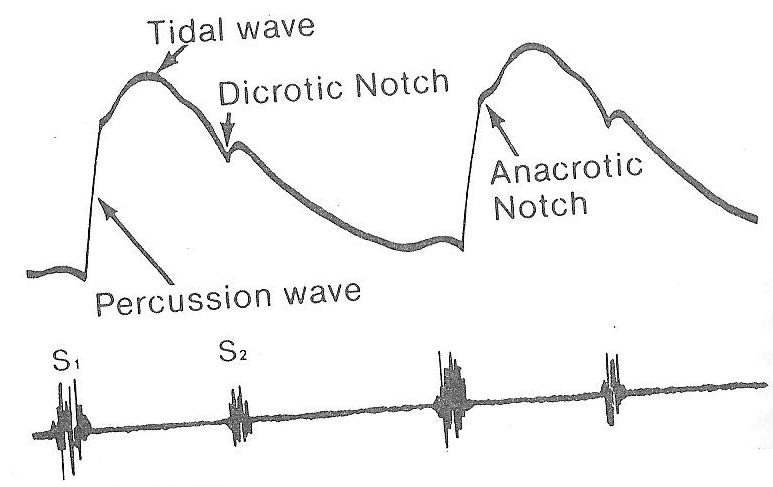 Tidal wave
Dicrotic Notch
Anacrotic
Notch
Percussion wave
S₁
S₂